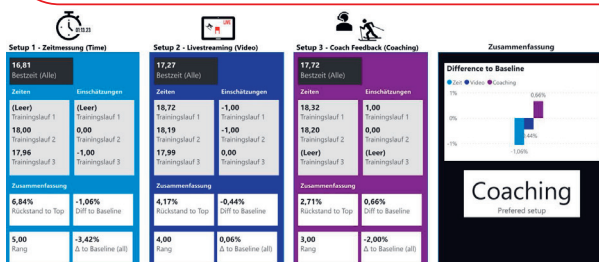 01:13:23
LIVE
Setup 1 - Zeitmessung (Time)
16,81
Bestzeit (Alle)
Zeiten Einschätzungen
(Leer) (Leer)
Trainingslauf 1 Trainingslauf 1
18,00 0,00
Trainingslauf 2 Trainingslauf 2
17,96 -1,00
Trainingslauf 3 Trainingslauf 3
Zusammenfassung
6,84% -1,06%
Rückstand to Top Diff to Baseline
5,00 -3,42%
Rang Δ to Baseline (all)
Setup 2 - Livestreaming (Video)
17,27
Bestzeit (Alle)
Zeiten Einschätzungen
18,72 -1,00
Trainingslauf 1 Trainingslauf 1
18,19 -1,00
Trainingslauf 2 Trainingslauf 2
17,99 0,00
Trainingslauf 3 Trainingslauf 3
Zusammenfassung
4,17% -0,44%
Rückstand to Top Diff to Baseline
4,00 0,06%
Rang Δ to Baseline (all)
Setup 3 - Coach Feedback (Coaching)
17,72
Bestzeit (Alle)
Zeiten Einschätzungen
18,32 1,00
Trainingslauf 1 Trainingslauf 1
18,20 0,00
Trainingslauf 2 Trainingslauf 2
(Leer) (Leer)
Trainingslauf 3 Trainingslauf 3
Zusammenfassung
2,71% 0,66%
Rückstand to Top Diff to Baseline
3,00 -2,00%
Rang Δ to Baseline (all)
Zusammenfassung
Difference to Baseline
Zeit Video Coaching
1%
0,66%
0%
-0,44%
-1%
-1,06%
Coaching
Prefered setup